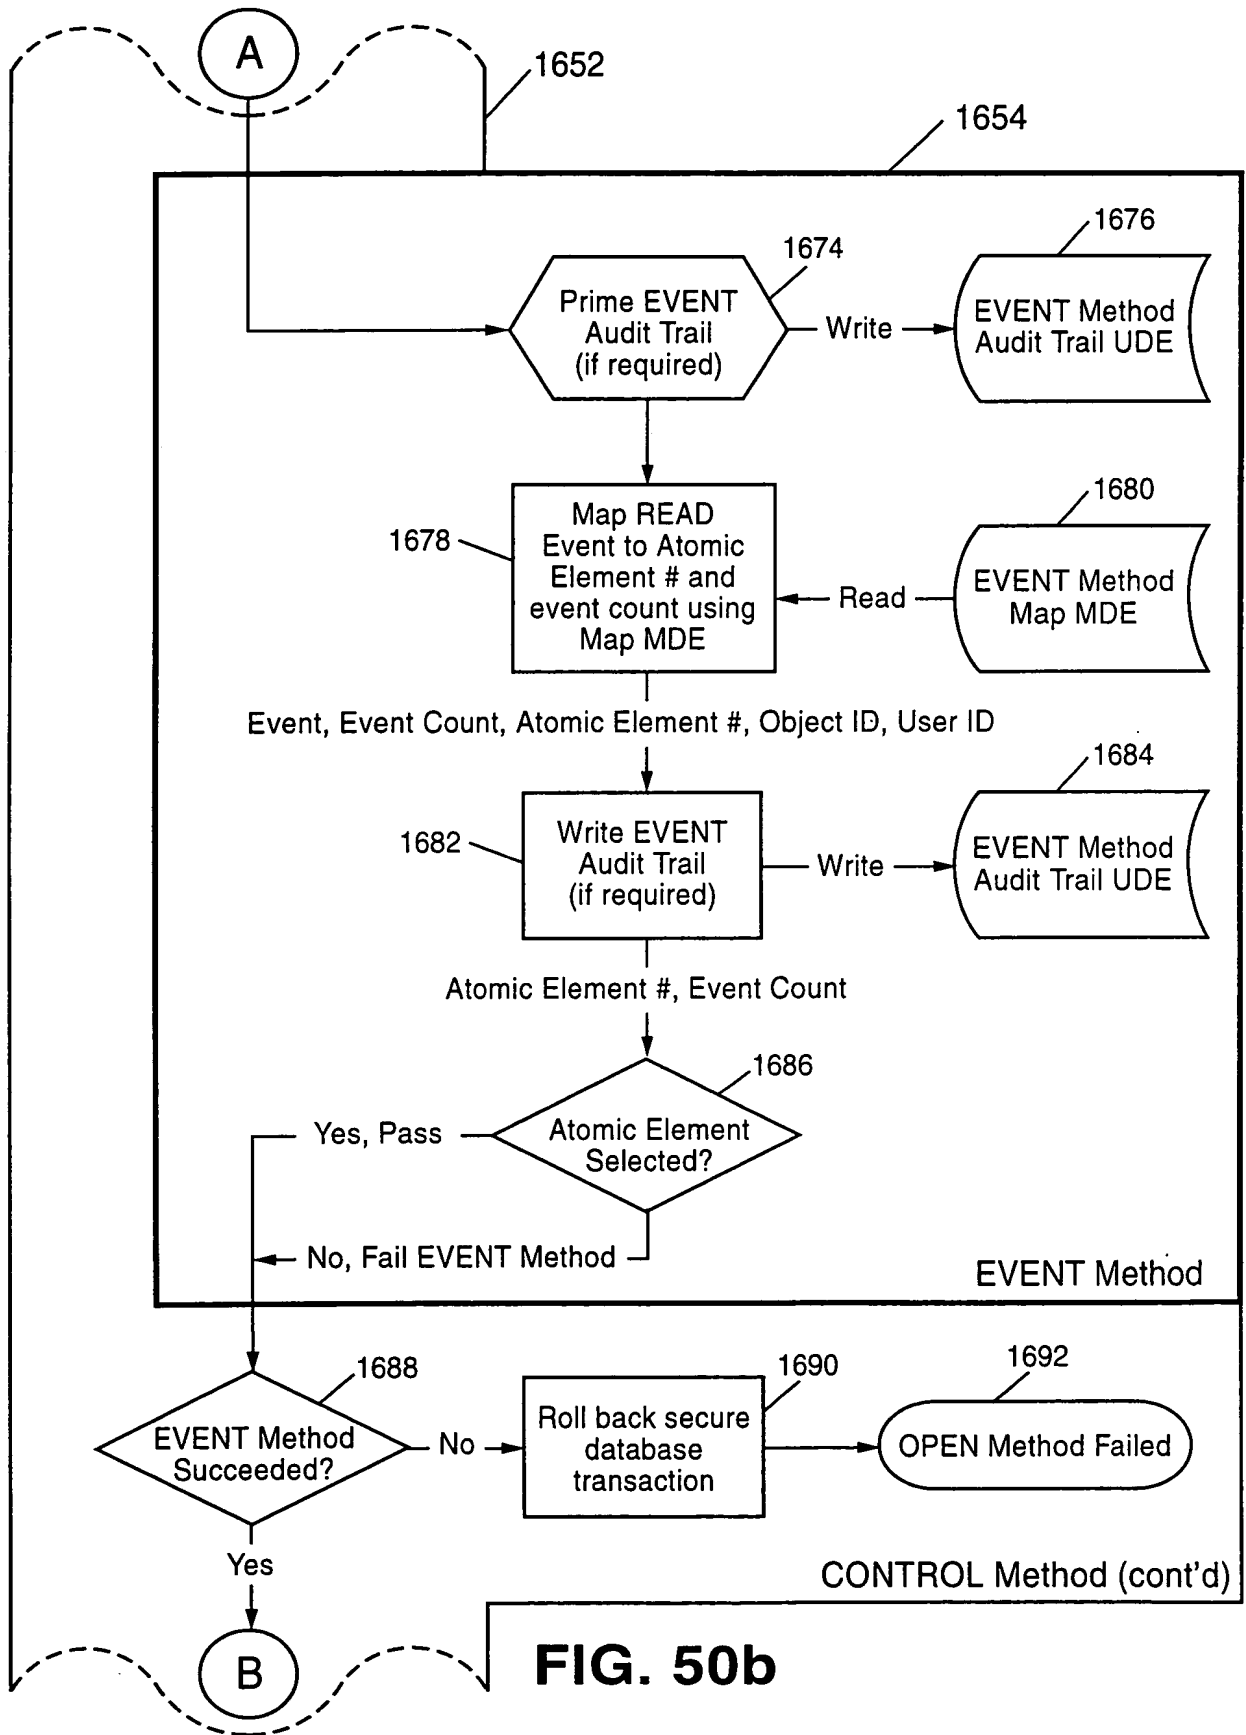 A
1652
1654
1674
1676
Prime EVENT
Audit Trail
(if required)
Write
EVENT Method
Audit Trail UDE
1678
Map READ
Event to Atomic
Element # and
event count using
Map MDE
Read
1680
EVENT Method
Map MDE
Event, Event Count, Atomic Element #, Object ID, User ID
1682
Write EVENT
Audit Trail
(if required)
Write
1684
EVENT Method
Audit Trail UDE
Atomic Element #, Event Count
1686
Yes, Pass
Atomic Element
Selected?
No, Fail EVENT Method
EVENT Method
1688
EVENT Method
Succeeded?
No
1690
Roll back secure
database
transaction
1692
OPEN Method Failed
Yes
CONTROL Method (cont'd)
B
FIG. 50b